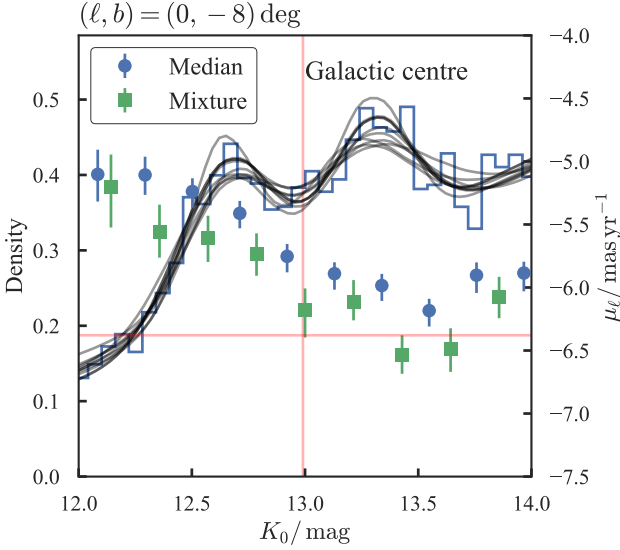 (ℓ, b) = (0, −8) deg
Median
Mixture
Galactic centre
Density
0.5
0.4
0.3
0.2
0.1
0.0
−4.0
−4.5
−5.0
−5.5
−6.0
−6.5
−7.0
−7.5
μℓ/ mas yr⁻¹
12.0 12.5 13.0 13.5 14.0
K₀/ mag